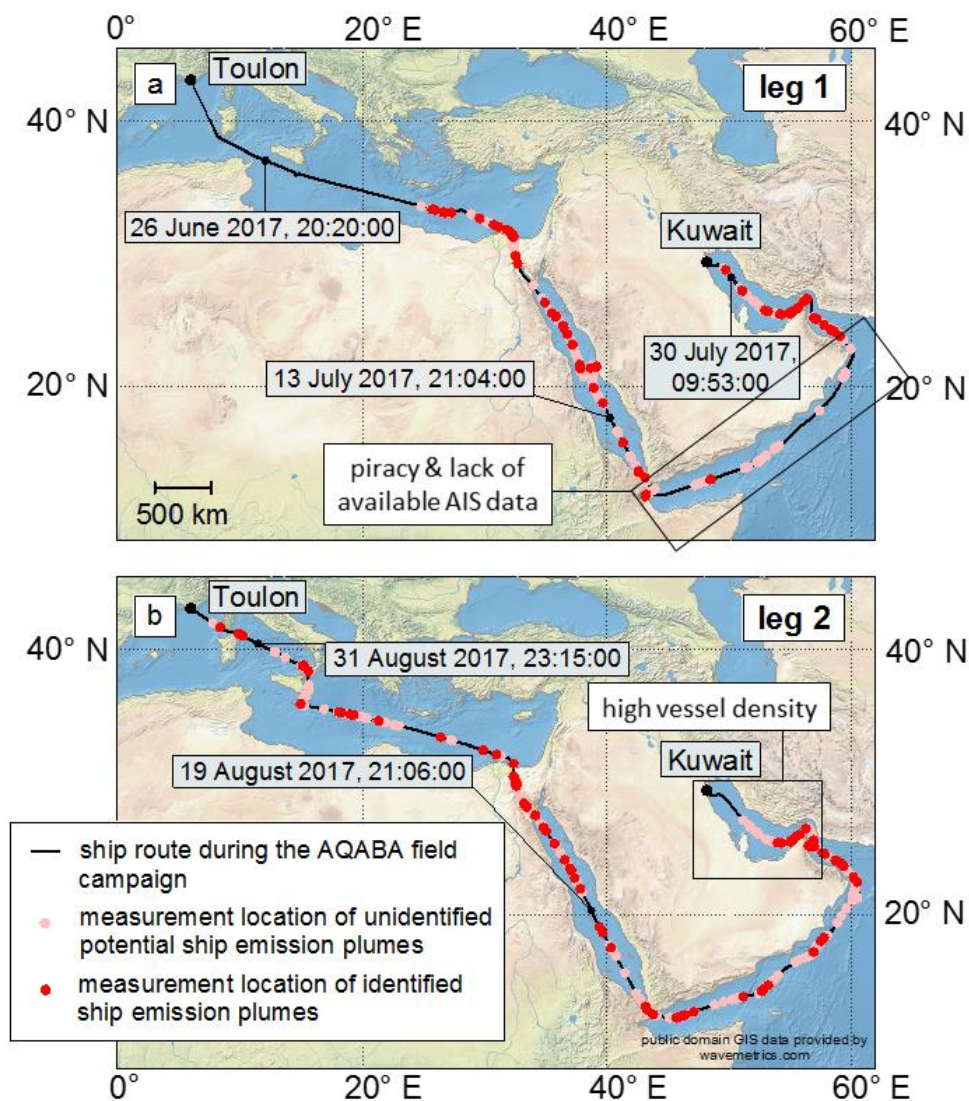 0° 20° E 40° E 60° E
a Toulon leg 1
40° N 40° N
26 June 2017, 20:20:00
Kuwait
30 July 2017,
09:53:00
13 July 2017, 21:04:00
20° N 20° N
piracy & lack of
available AIS data
500 km
b Toulon leg 2
40° N 40° N
31 August 2017, 23:15:00
high vessel density
19 August 2017, 21:06:00
Kuwait
ship route during the AQABA field
campaign
measurement location of unidentified
potential ship emission plumes
20° N
measurement location of identified
ship emission plumes
public domain GIS data provided by
wavemetrics.com
0° 20° E 40° E 60° E